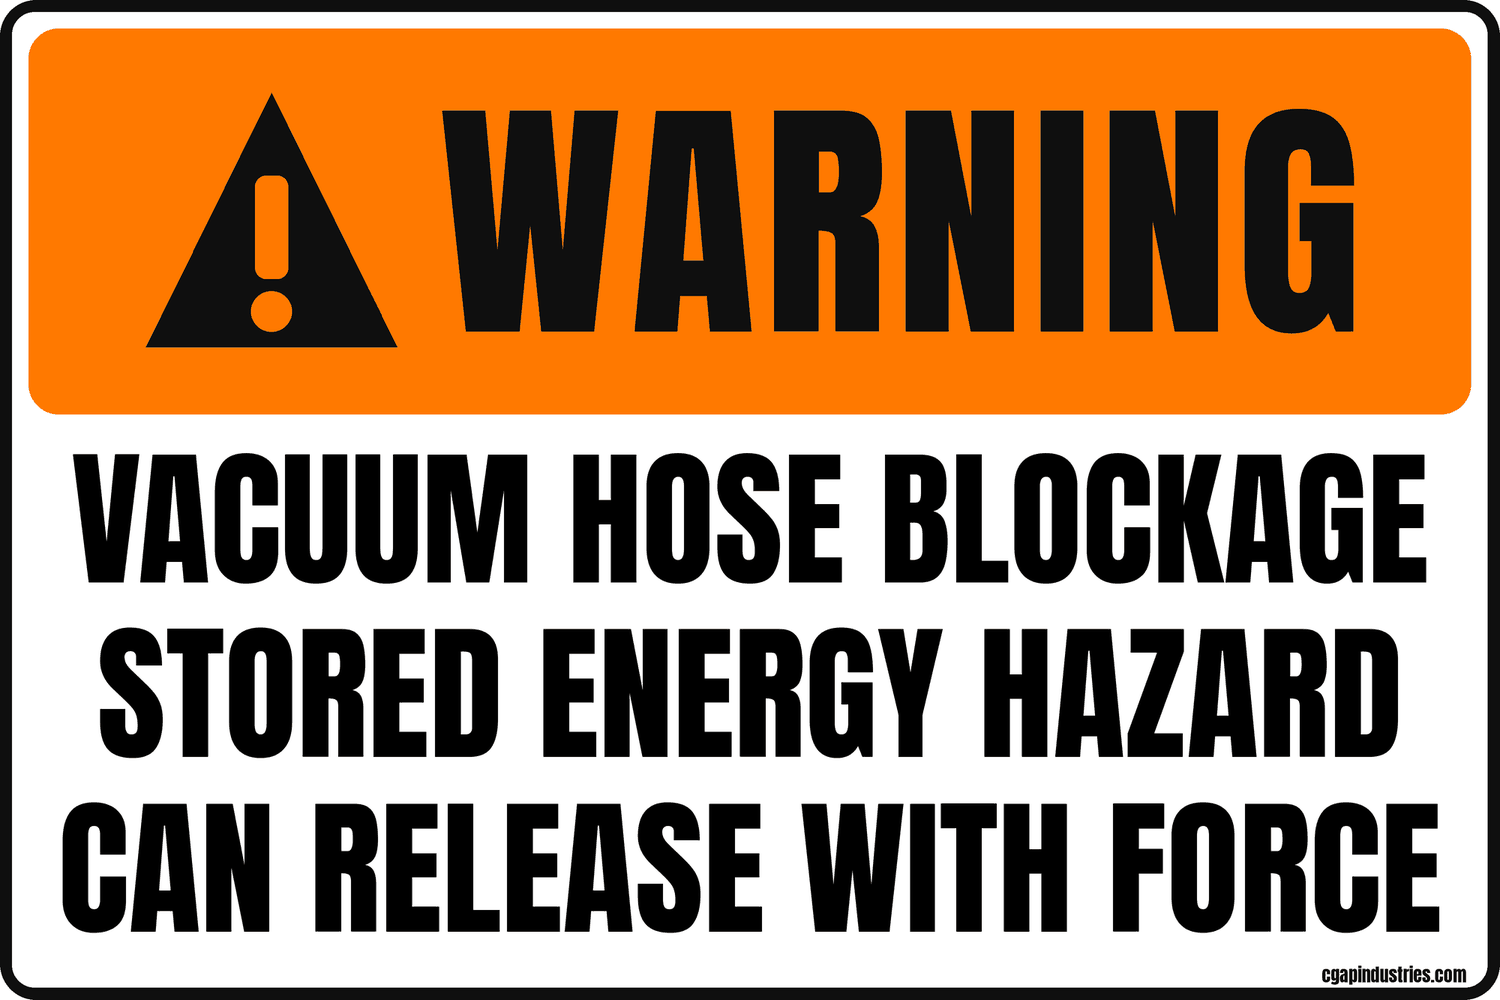 WARNING
VACUUM HOSE BLOCKAGE
STORED ENERGY HAZARD
CAN RELEASE WITH FORCE
cgapindustries.com